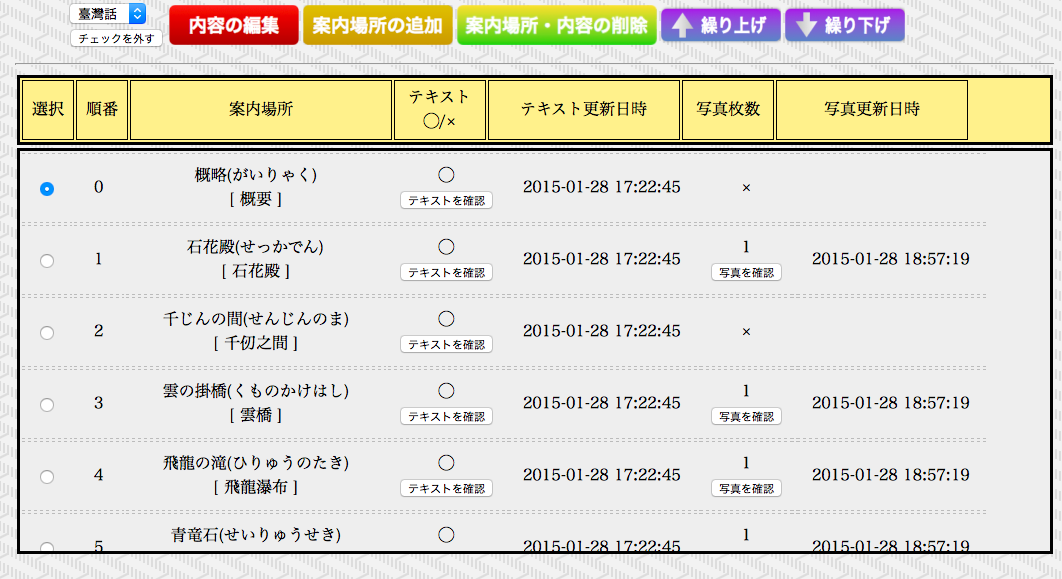 臺灣話
チェックを外す
内容の編集
案内場所の追加
案内場所・内容の削除
繰り上げ
繰り下げ
選択 順番 案内場所 テキスト ◯/× テキスト更新日時 写真枚数 写真更新日時
0 概略(がいりゃく) ◯ 2015-01-28 17:22:45 ×
[ 概要 ] テキストを確認
1 石花殿(せっかでん) ◯ 2015-01-28 17:22:45 1 2015-01-28 18:57:19
[ 石花殿 ] テキストを確認 写真を確認
2 千じんの間(せんじんのま) ◯ 2015-01-28 17:22:45 ×
[ 千仞之間 ] テキストを確認
3 雲の掛橋(くものかけはし) ◯ 2015-01-28 17:22:45 1 2015-01-28 18:57:19
[ 雲橋 ] テキストを確認 写真を確認
4 飛龍の滝(ひりゅうのたき) ◯ 2015-01-28 17:22:45 1 2015-01-28 18:57:19
[ 飛龍瀑布 ] テキストを確認 写真を確認
5 青竜石(せいりゅうせき) ◯ 2015-01-28 17:22:45 1 2015-01-28 18:57:19